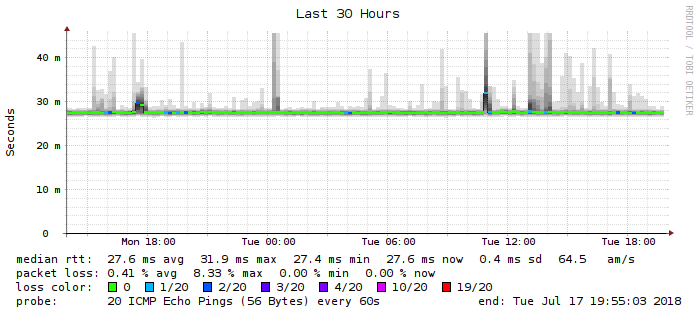 Last 30 Hours
RRDTOOL / TOBI OETIKER
Seconds
40 m
30 m
20 m
10 m
0
Mon 18:00 Tue 00:00 Tue 06:00 Tue 12:00 Tue 18:00
median rtt: 27.6 ms avg 31.9 ms max 27.4 ms min 27.6 ms now 0.4 ms sd 64.5 am/s
packet loss: 0.41 % avg 8.33 % max 0.00 % min 0.00 % now
loss color: 0 1/20 2/20 3/20 4/20 10/20 19/20
probe: 20 ICMP Echo Pings (56 Bytes) every 60s end: Tue Jul 17 19:55:03 2018